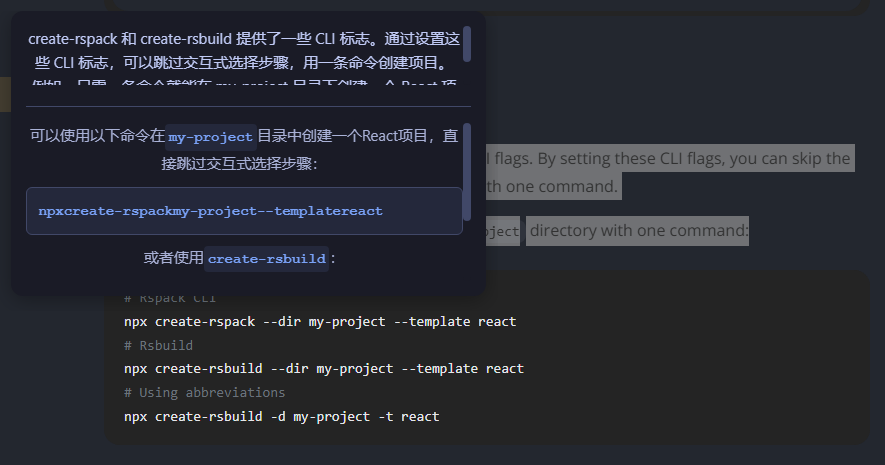 create-rspack 和 create-rsbuild 提供了一些 CLI 标志。通过设置这
些 CLI 标志，可以跳过交互式选择步骤，用一条命令创建项目。
可以使用以下命令在my-project目录中创建一个React项目，直
接跳过交互式选择步骤：
npxcreate-rspackmy-project--templatereact
或者使用create-rsbuild：
flags. By setting these CLI flags, you can skip the
with one command.
directory with one command:
# Rspack CLI
npx create-rspack --dir my-project --template react
# Rsbuild
npx create-rsbuild --dir my-project --template react
# Using abbreviations
npx create-rsbuild -d my-project -t react